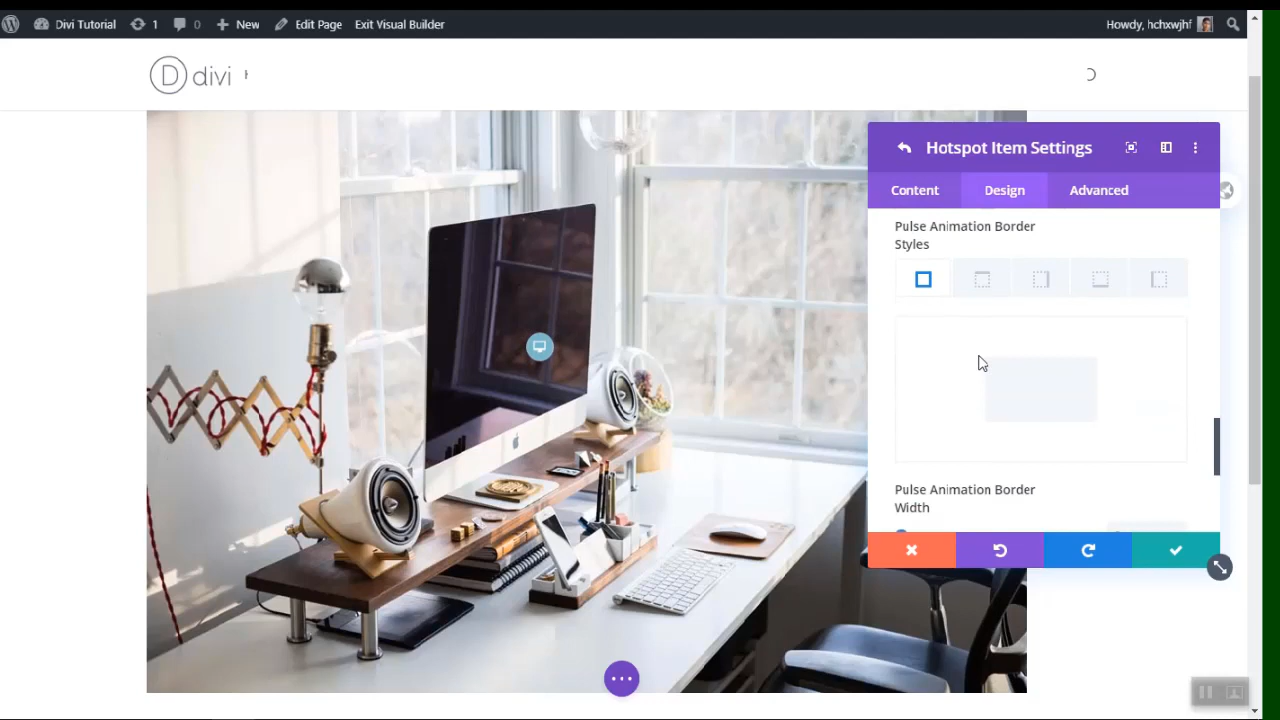 Divi Tutorial 1 0 New Edit Page Exit Visual Builder Howdy, hchxwjhf
D divi
Hotspot Item Settings
Content Design Advanced
Pulse Animation Border
Styles
Pulse Animation Border
Width